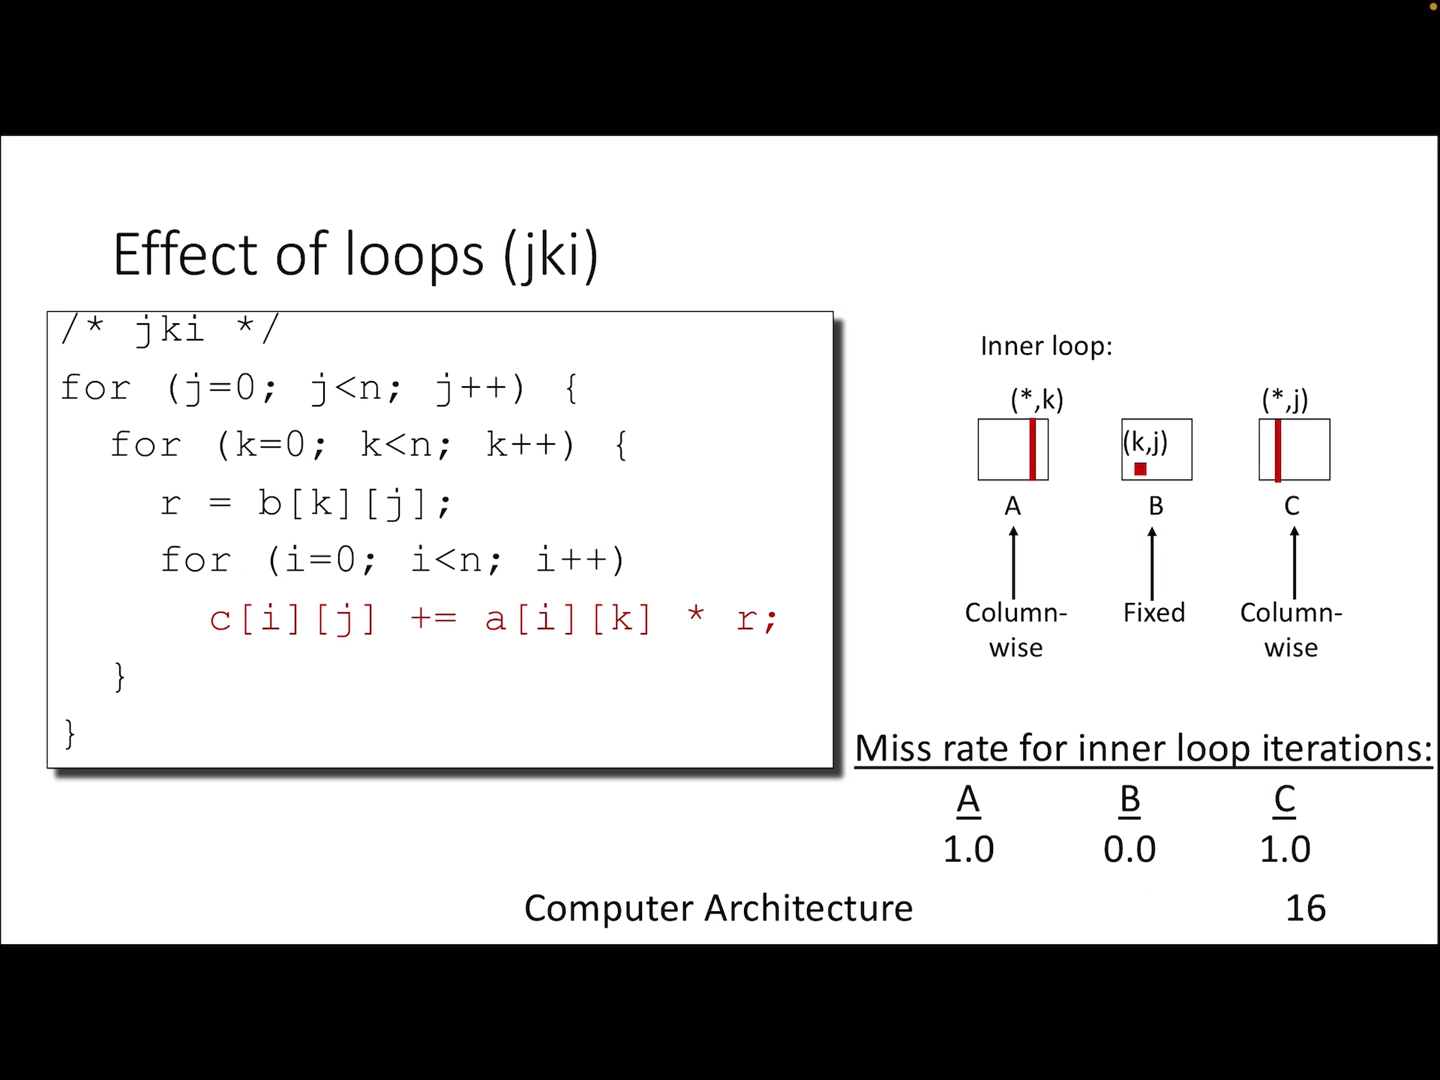 Effect of loops (jki)
/* jki */
for (j=0; j<n; j++) {
for (k=0; k<n; k++) {
r = b[k][j];
for (i=0; i<n; i++)
c[i][j] += a[i][k] * r;
}
}
Inner loop:
(*,k) (*,j)
(k,j)
A B C
Column- Fixed Column-
wise wise
Miss rate for inner loop iterations:
A B C
1.0 0.0 1.0
Computer Architecture 16